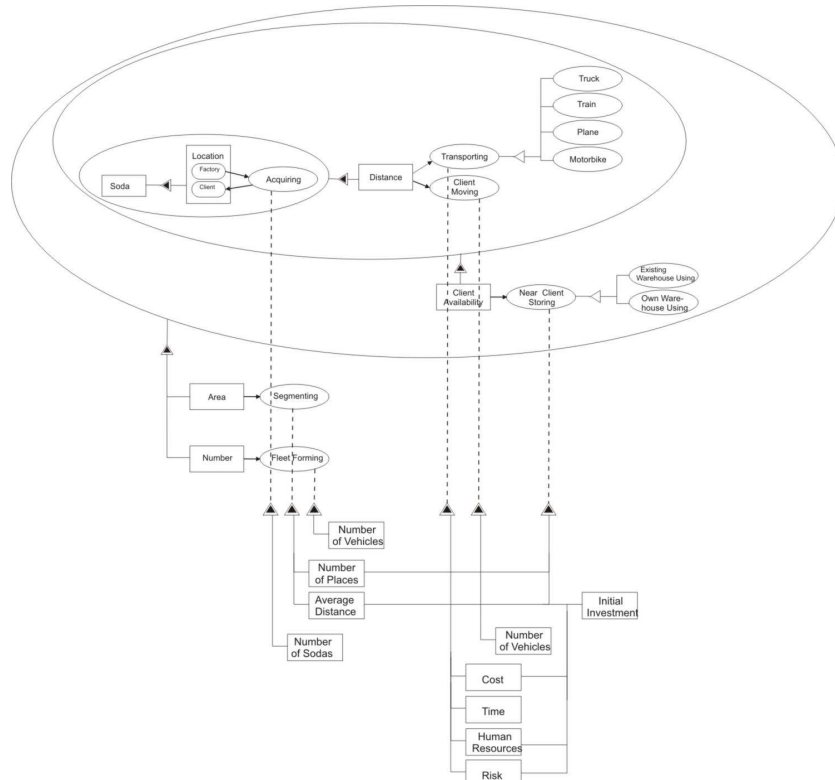 Truck
Train
Plane
Motorbike
Transporting
Location
Factory
Client
Soda
Acquiring
Distance
Client
Moving
Client
Availability
Near Client
Storing
Existing
Warehouse Using
Own Ware-
house Using
Area
Segmenting
Number
Fleet Forming
Number
of Vehicles
Number
of Places
Average
Distance
Initial
Investment
Number
of Sodas
Number
of Vehicles
Cost
Time
Human
Resources
Risk